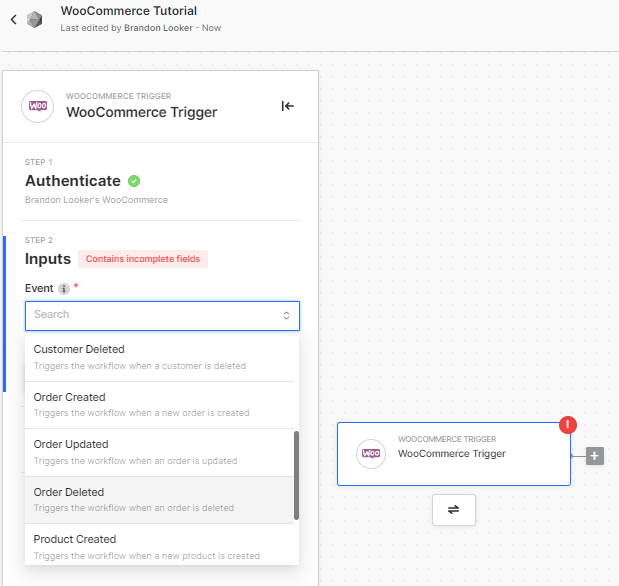 WooCommerce Tutorial
Last edited by Brandon Looker - Now
WOO
WOOCOMMERCE TRIGGER
WooCommerce Trigger
STEP 1
Authenticate
Brandon Looker's WooCommerce
STEP 2
Inputs
Contains incomplete fields
Event i *
Search
Customer Deleted
Triggers the workflow when a customer is deleted
Order Created
Triggers the workflow when a new order is created
Order Updated
Triggers the workflow when an order is updated
Order Deleted
Triggers the workflow when an order is deleted
Product Created
Triggers the workflow when a new product is created
!
WOO
WOOCOMMERCE TRIGGER
WooCommerce Trigger
+